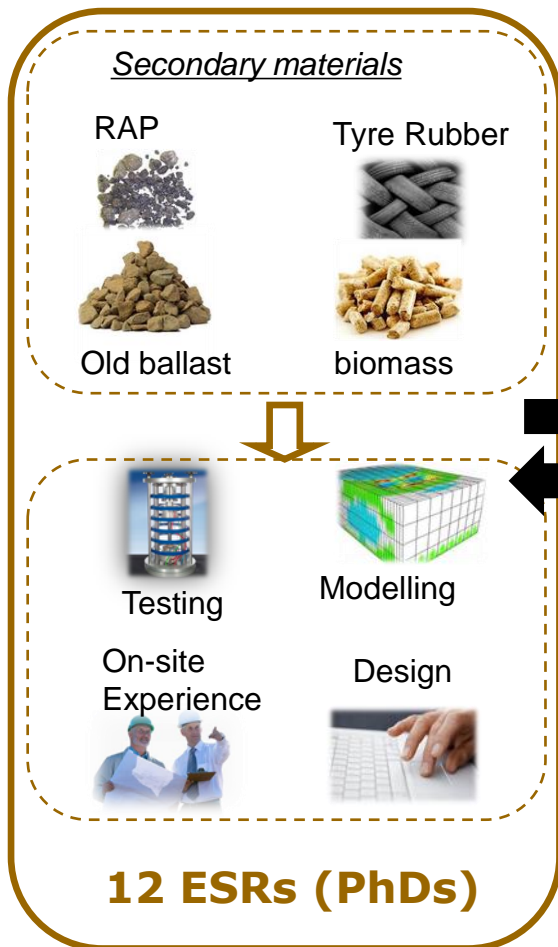 Secondary materials
RAP
Tyre Rubber
Old ballast
biomass
Testing
Modelling
On-site
Experience
Design
12 ESRs (PhDs)